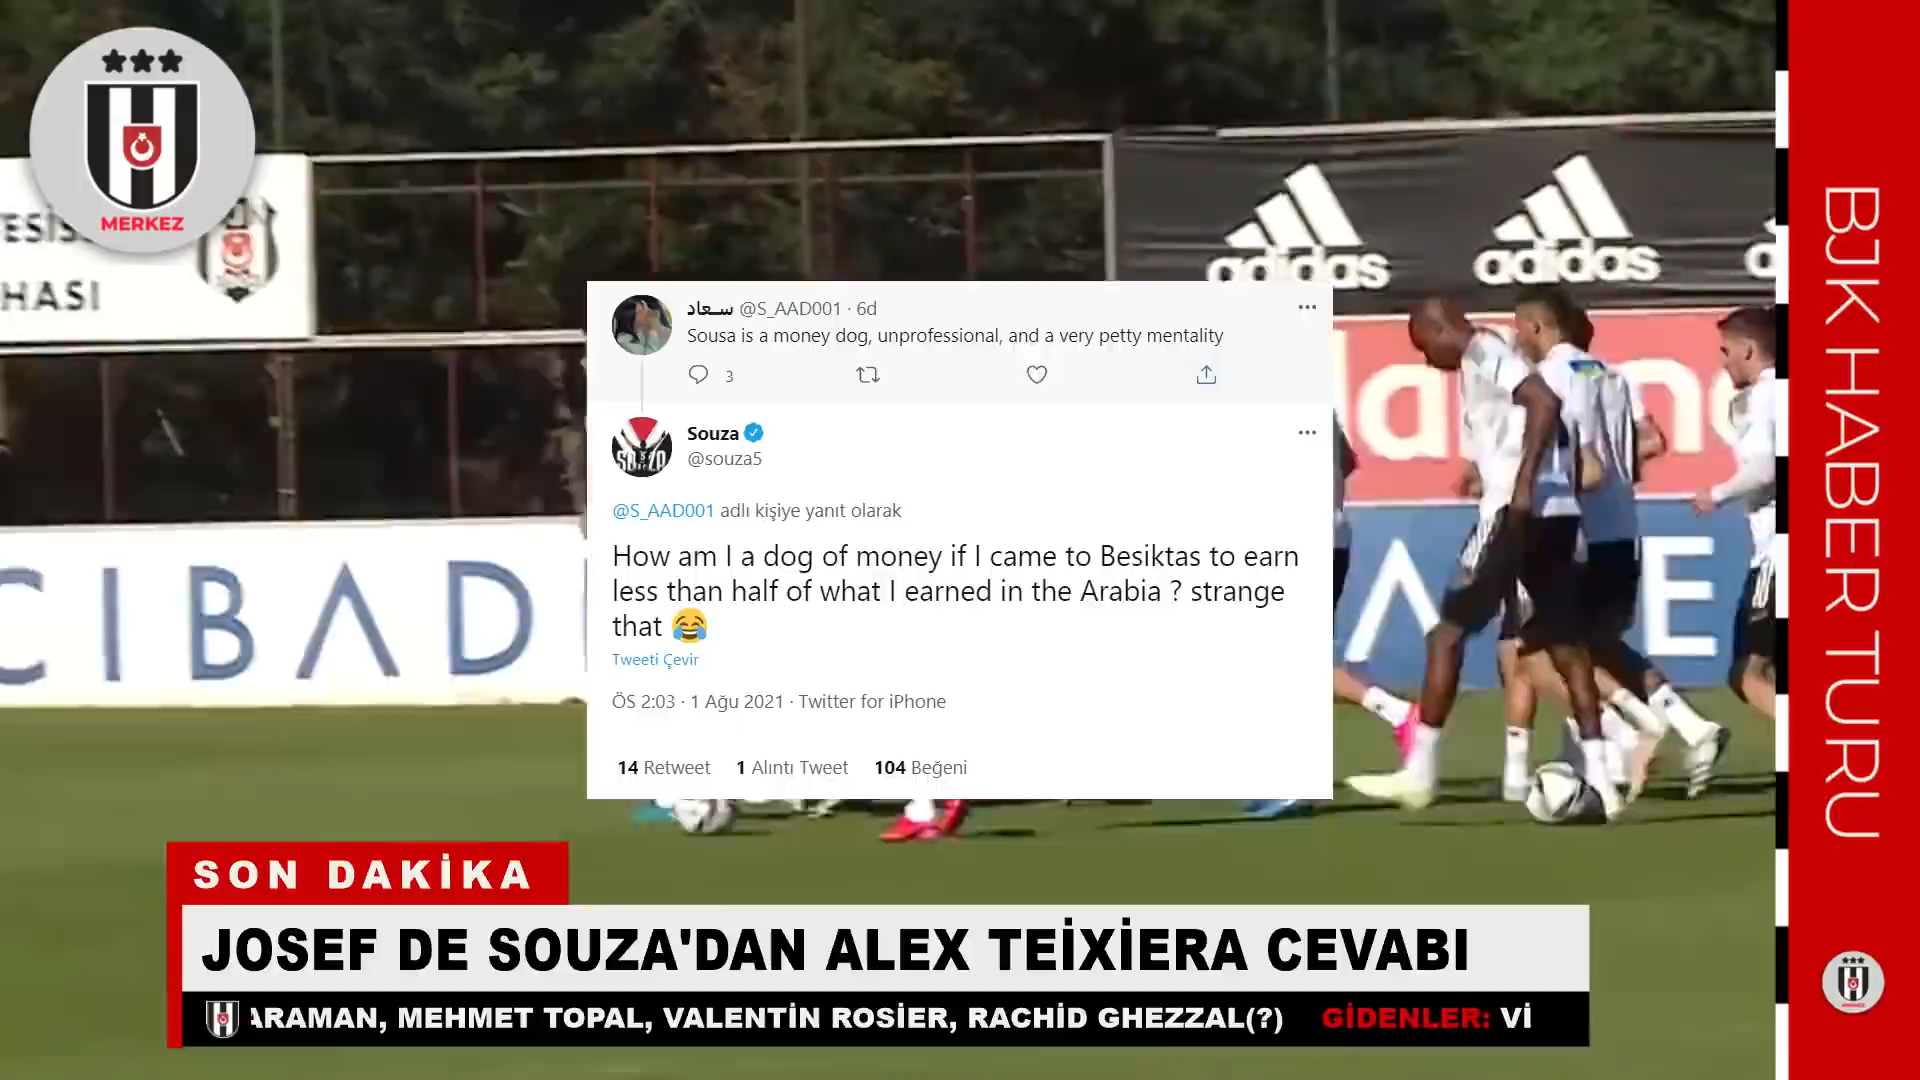 MERKEZ
HASI
adidas
adidas
CIBAD
سـعاد @S_AAD001 · 6d
Sousa is a money dog, unprofessional, and a very petty mentality
3
Souza
@souza5
SOUZA
@S_AAD001 adlı kişiye yanıt olarak
How am I a dog of money if I came to Besiktas to earn
less than half of what I earned in the Arabia ? strange
that 😂
Tweeti Çevir
ÖS 2:03 · 1 Ağu 2021 · Twitter for iPhone
14 Retweet 1 Alıntı Tweet 104 Beğeni
BJK HABER TURU
SON DAKİKA
JOSEF DE SOUZA'DAN ALEX TEİXİERA CEVABI
ARAMAN, MEHMET TOPAL, VALENTİN ROSİER, RACHİD GHEZZAL(?) GİDENLER: Vİ